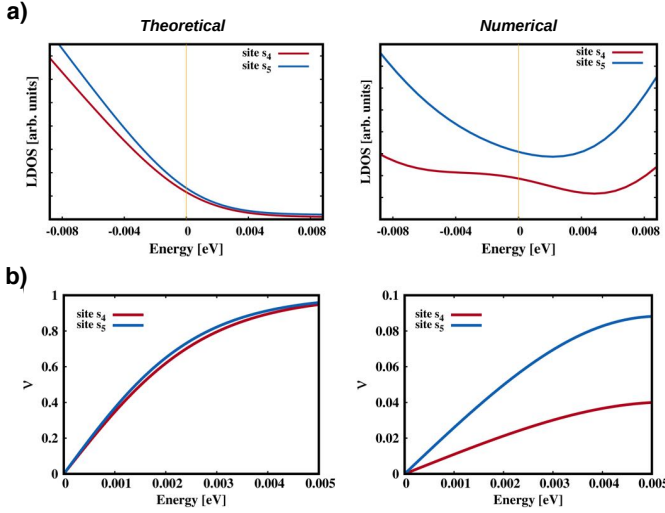 a)
Theoretical
Numerical
site s4
site s5
LDOS [arb. units]
-0.008 -0.004 0 0.004 0.008
Energy [eV]
site s4
site s5
LDOS [arb. units]
-0.008 -0.004 0 0.004 0.008
Energy [eV]
b)
1
0.8
0.6
0.4
0.2
0
ν
site s4
site s5
0 0.001 0.002 0.003 0.004 0.005
Energy [eV]
0.1
0.08
0.06
0.04
0.02
0
ν
site s4
site s5
0 0.001 0.002 0.003 0.004 0.005
Energy [eV]